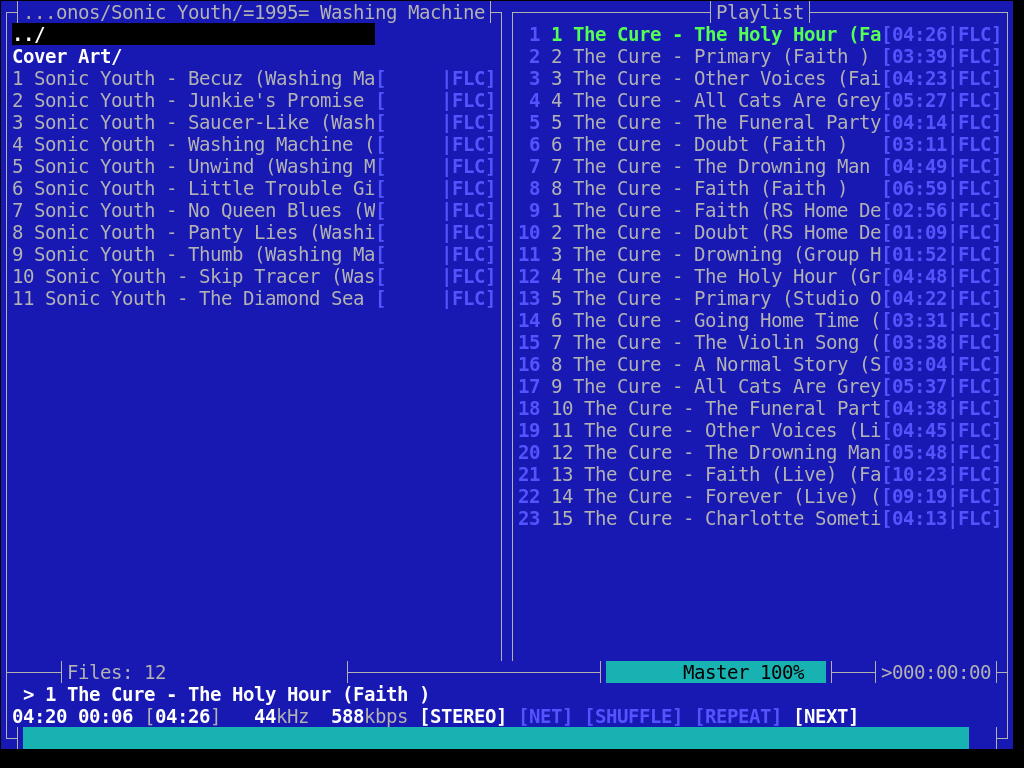 ...onos/Sonic Youth/=1995= Washing Machine
../
Cover Art/
1 Sonic Youth - Becuz (Washing Ma[ |FLC]
2 Sonic Youth - Junkie's Promise [ |FLC]
3 Sonic Youth - Saucer-Like (Wash[ |FLC]
4 Sonic Youth - Washing Machine ([ |FLC]
5 Sonic Youth - Unwind (Washing M[ |FLC]
6 Sonic Youth - Little Trouble Gi[ |FLC]
7 Sonic Youth - No Queen Blues (W[ |FLC]
8 Sonic Youth - Panty Lies (Washi[ |FLC]
9 Sonic Youth - Thumb (Washing Ma[ |FLC]
10 Sonic Youth - Skip Tracer (Was[ |FLC]
11 Sonic Youth - The Diamond Sea [ |FLC]
Playlist
1 1 The Cure - The Holy Hour (Fa[04:26|FLC]
2 2 The Cure - Primary (Faith ) [03:39|FLC]
3 3 The Cure - Other Voices (Fai[04:23|FLC]
4 4 The Cure - All Cats Are Grey[05:27|FLC]
5 5 The Cure - The Funeral Party[04:14|FLC]
6 6 The Cure - Doubt (Faith ) [03:11|FLC]
7 7 The Cure - The Drowning Man [04:49|FLC]
8 8 The Cure - Faith (Faith ) [06:59|FLC]
9 1 The Cure - Faith (RS Home De[02:56|FLC]
10 2 The Cure - Doubt (RS Home De[01:09|FLC]
11 3 The Cure - Drowning (Group H[01:52|FLC]
12 4 The Cure - The Holy Hour (Gr[04:48|FLC]
13 5 The Cure - Primary (Studio O[04:22|FLC]
14 6 The Cure - Going Home Time ([03:31|FLC]
15 7 The Cure - The Violin Song ([03:38|FLC]
16 8 The Cure - A Normal Story (S[03:04|FLC]
17 9 The Cure - All Cats Are Grey[05:37|FLC]
18 10 The Cure - The Funeral Part[04:38|FLC]
19 11 The Cure - Other Voices (Li[04:45|FLC]
20 12 The Cure - The Drowning Man[05:48|FLC]
21 13 The Cure - Faith (Live) (Fa[10:23|FLC]
22 14 The Cure - Forever (Live) ([09:19|FLC]
23 15 The Cure - Charlotte Someti[04:13|FLC]
Files: 12
Master 100%
>000:00:00
> 1 The Cure - The Holy Hour (Faith )
04:20 00:06 [04:26] 44kHz 588kbps [STEREO] [NET] [SHUFFLE] [REPEAT] [NEXT]